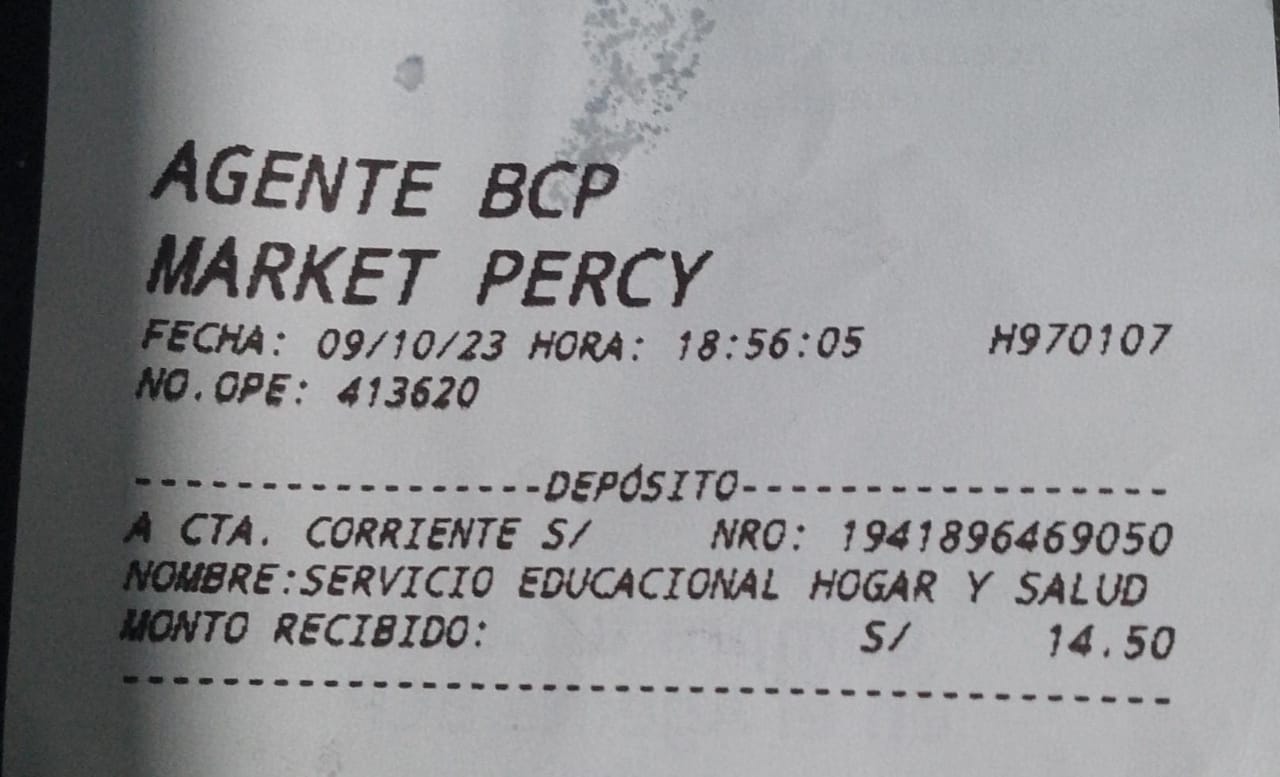 AGENTE BCP
MARKET PERCY
FECHA: 09/10/23 HORA: 18:56:05 H970107
NO.OPE: 413620
------------------DEPÓSITO------------------
A CTA. CORRIENTE S/ NRO: 1941896469050
NOMBRE:SERVICIO EDUCACIONAL HOGAR Y SALUD
MONTO RECIBIDO: S/ 14.50